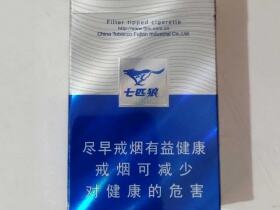 Filter tipped cigarette
China Tobacco Fujian Industrial Co.,Ltd
七匹狼
尽早戒烟有益健康
戒烟可减少
对健康的危害